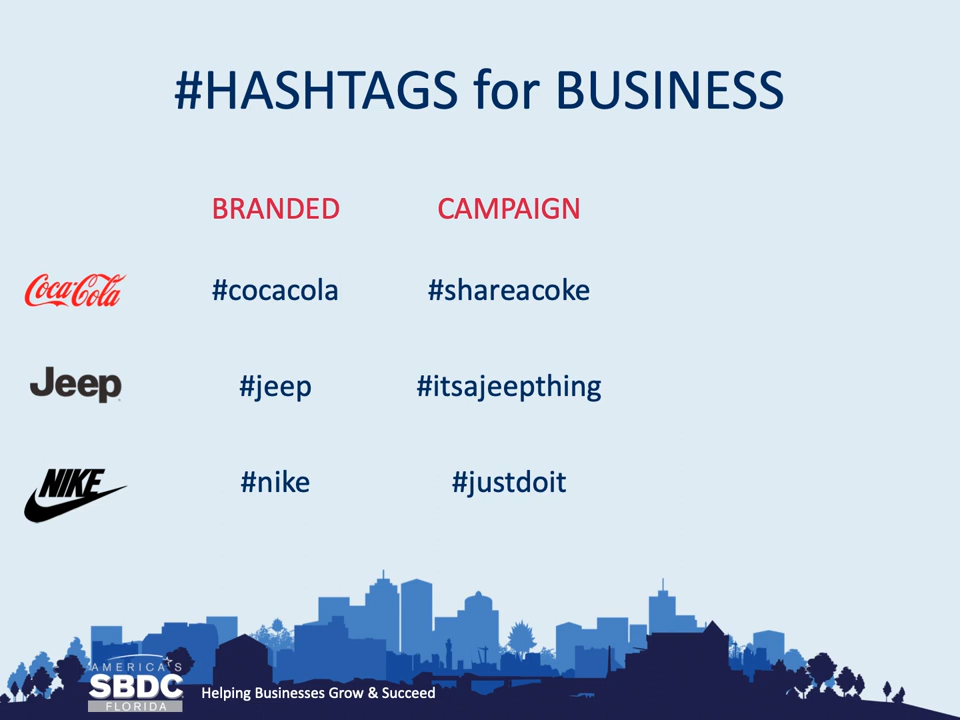 #HASHTAGS for BUSINESS
BRANDED CAMPAIGN
Coca-Cola #cocacola #shareacoke
Jeep #jeep #itsajeepthing
NIKE #nike #justdoit
AMERICA'S
SBDC
FLORIDA
Helping Businesses Grow & Succeed